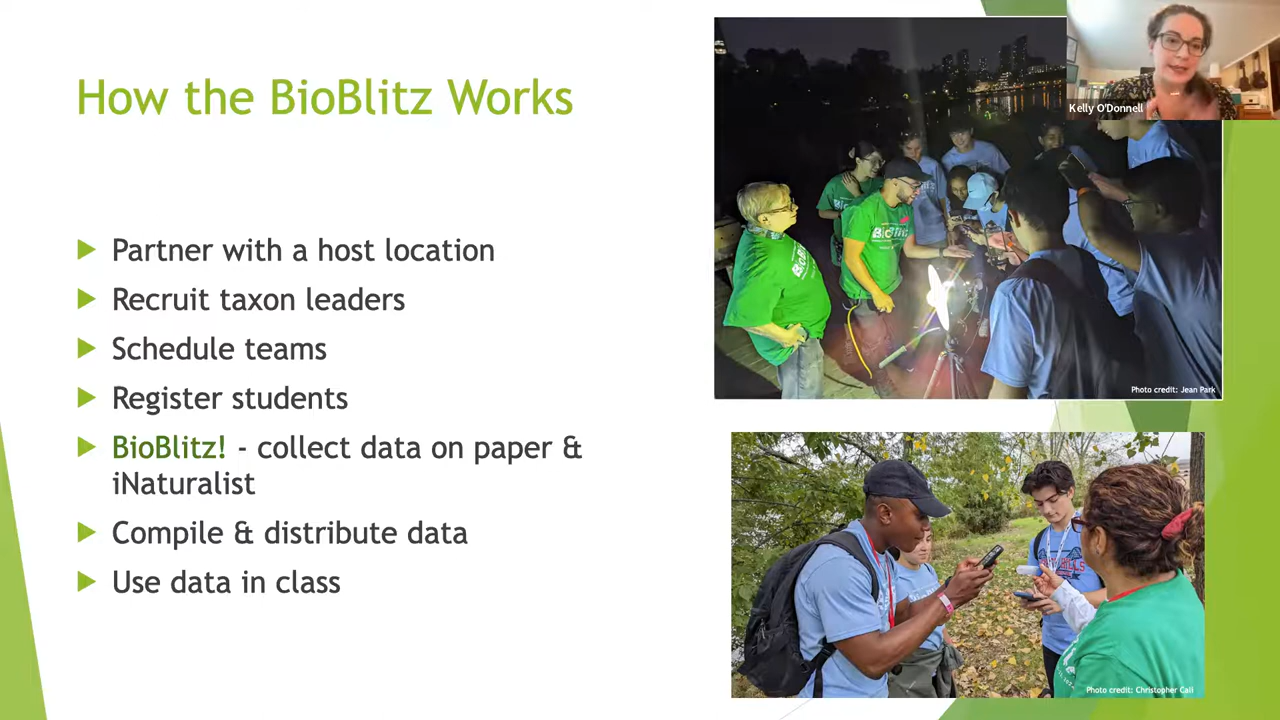 How the BioBlitz Works
Partner with a host location
Recruit taxon leaders
Schedule teams
Register students
BioBlitz! - collect data on paper &
iNaturalist
Compile & distribute data
Use data in class
Kelly O'Donnell
Photo credit: Jean Park
Photo credit: Christopher Cali